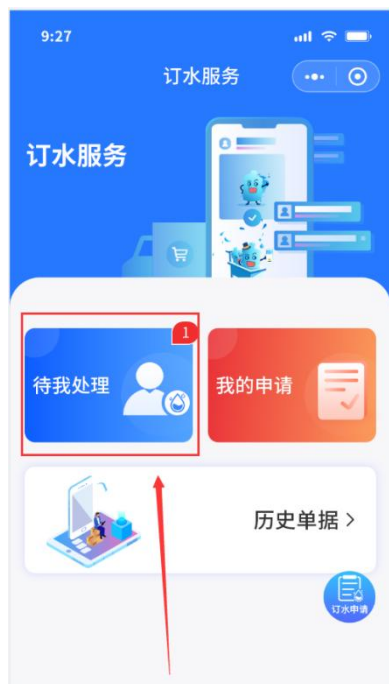 9:27
订水服务
订水服务
1
待我处理
我的申请
历史单据 >
订水申请